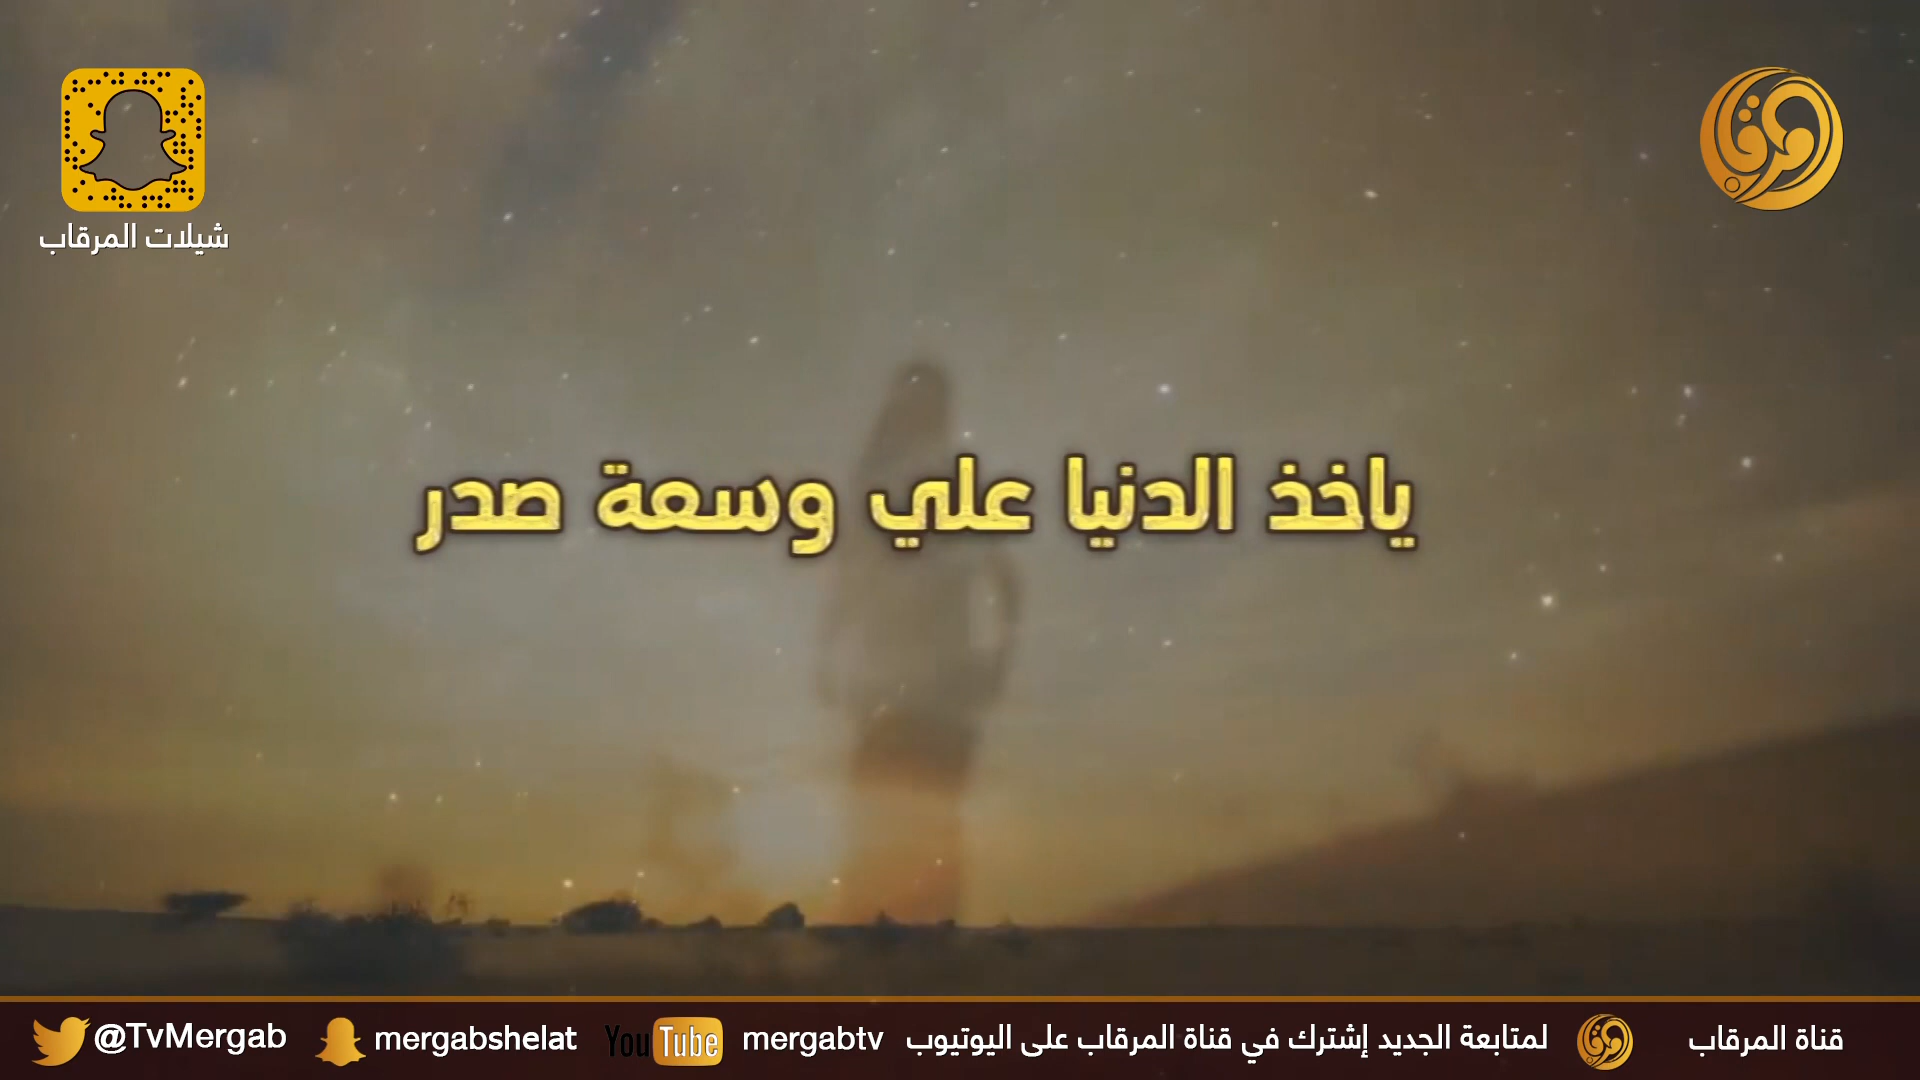 شيلات المرقاب
ياخذ الدنيا علي وسعة صدر
@TvMergab mergabshelat YouTube mergabtv لمتابعة الجديد إشترك في قناة المرقاب على اليوتيوب قناة المرقاب